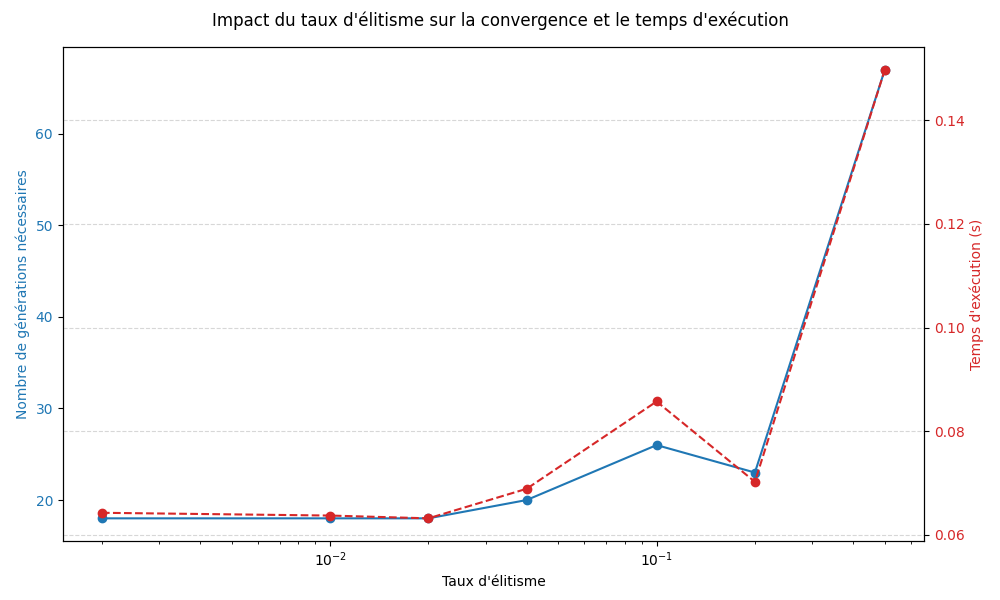 Impact du taux d'élitisme sur la convergence et le temps d'exécution
Nombre de générations nécessaires
60
50
40
30
20
0.14
0.12
0.10
0.08
0.06
Temps d'exécution (s)
10⁻² 10⁻¹
Taux d'élitisme